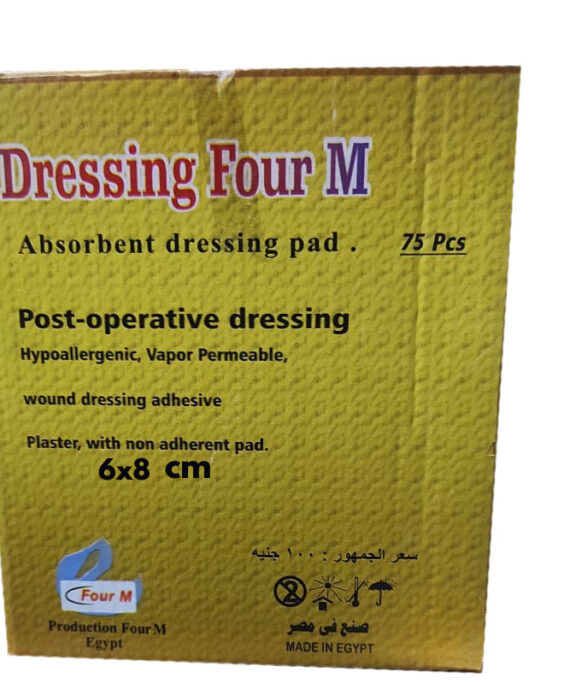 Dressing Four M
Absorbent dressing pad . 75 Pcs
Post-operative dressing
Hypoallergenic, Vapor Permeable,
wound dressing adhesive
Plaster, with non adherent pad.
6x8 cm
سعر الجمهور : ١٠٠ جنيه
Four M
2
Production Four M
Egypt
صنع فى مصر
MADE IN EGYPT